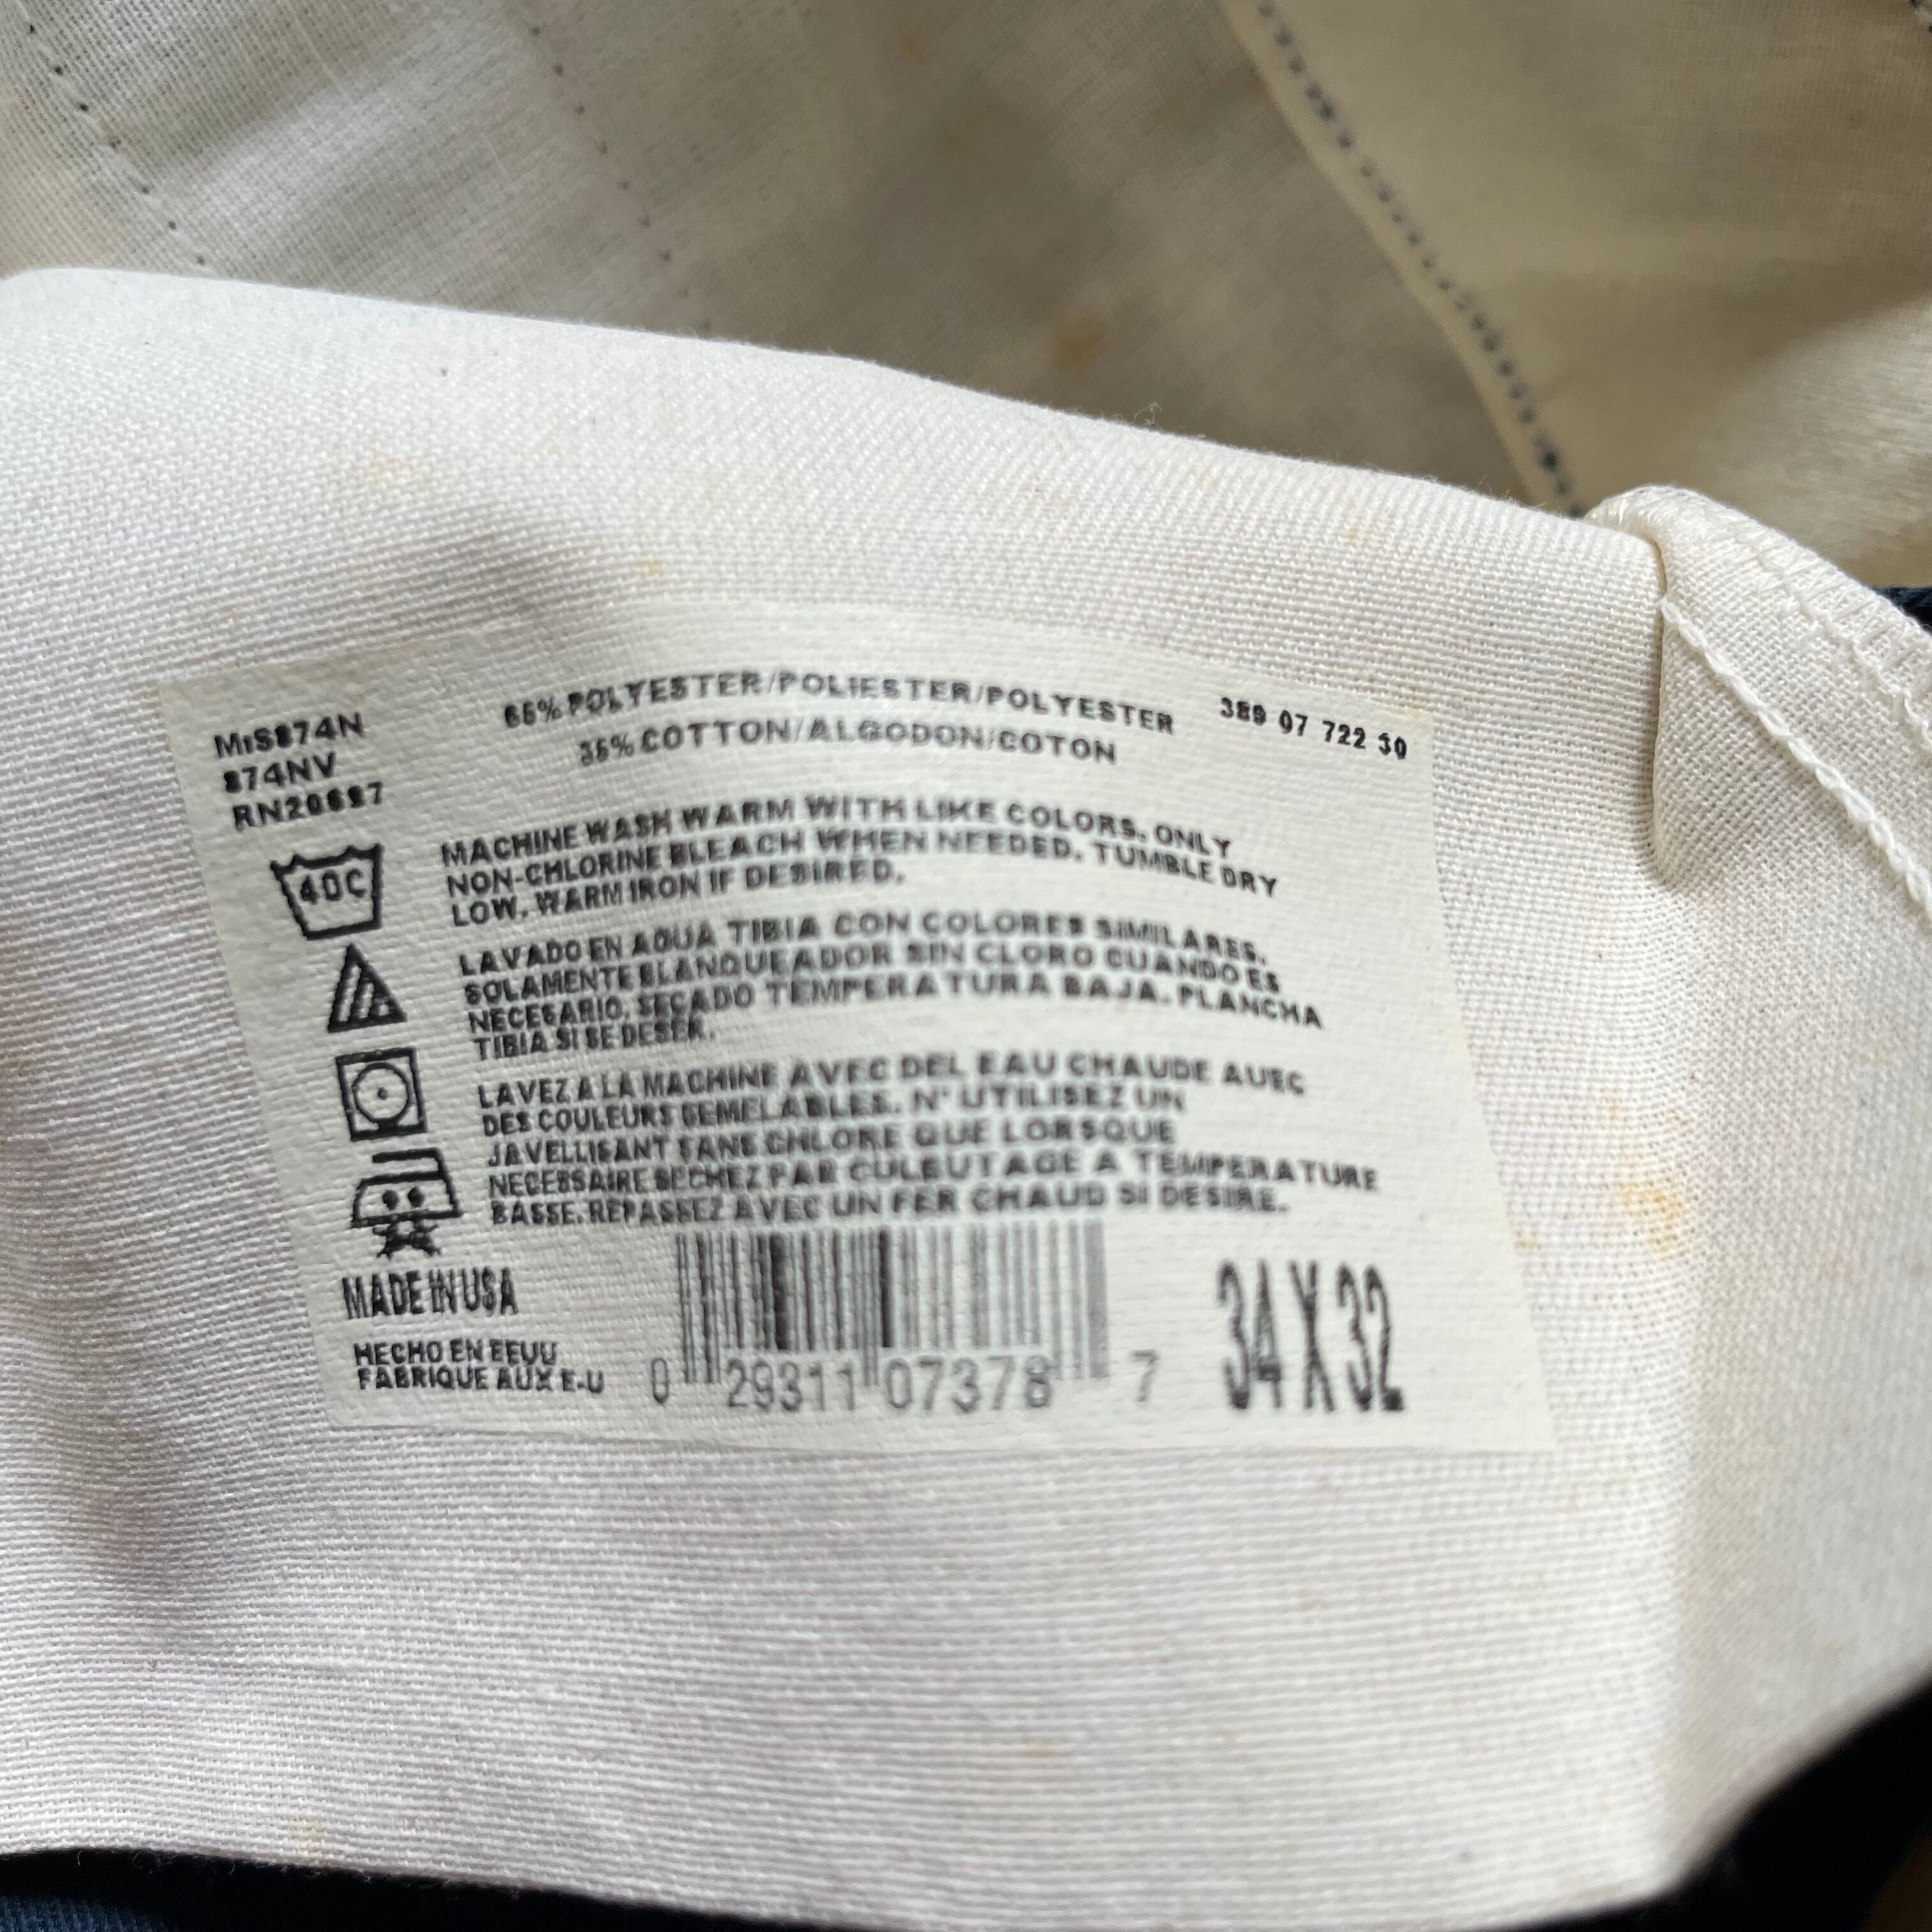 MIS874N
874NV
RN20697
65% POLYESTER/POLIESTER/POLYESTER
35% COTTON/ALGODON/COTON
389 07 722 30
40C
MACHINE WASH WARM WITH LIKE COLORS. ONLY
NON-CHLORINE BLEACH WHEN NEEDED. TUMBLE DRY
LOW. WARM IRON IF DESIRED.
LAVADO EN AGUA TIBIA CON COLORES SIMILARES.
SOLAMENTE BLANQUEADOR SIN CLORO CUANDO ES
NECESARIO. SECADO TEMPERATURA BAJA. PLANCHA
TIBIA SI SE DESEA.
LAVEZ A LA MACHINE AVEC DEL EAU CHAUDE AVEC
DES COULEURS SEMELABLES. N' UTILISEZ UN
JAVELLISANT SANS CHLORE QUE LORSQUE
NECESSAIRE SECHEZ PAR CULEUTAGE A TEMPERATURE
BASSE. REPASSEZ AVEC UN FER CHAUD SI DESIRE.
MADE IN USA
HECHO EN EEUU
FABRIQUE AUX E-U
0 29311 07378 7
34 X 32